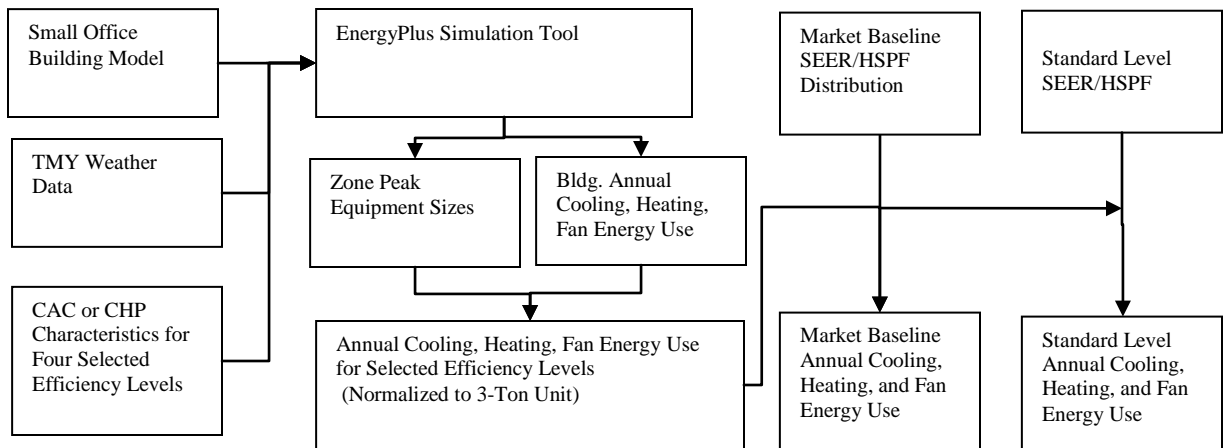 Small Office
Building Model
EnergyPlus Simulation Tool
Market Baseline
SEER/HSPF
Distribution
Standard Level
SEER/HSPF
TMY Weather
Data
Zone Peak
Equipment Sizes
Bldg. Annual
Cooling, Heating,
Fan Energy Use
CAC or CHP
Characteristics for
Four Selected
Efficiency Levels
Annual Cooling, Heating, Fan Energy Use
for Selected Efficiency Levels
(Normalized to 3-Ton Unit)
Market Baseline
Annual Cooling,
Heating, and Fan
Energy Use
Standard Level
Annual Cooling,
Heating, and Fan
Energy Use